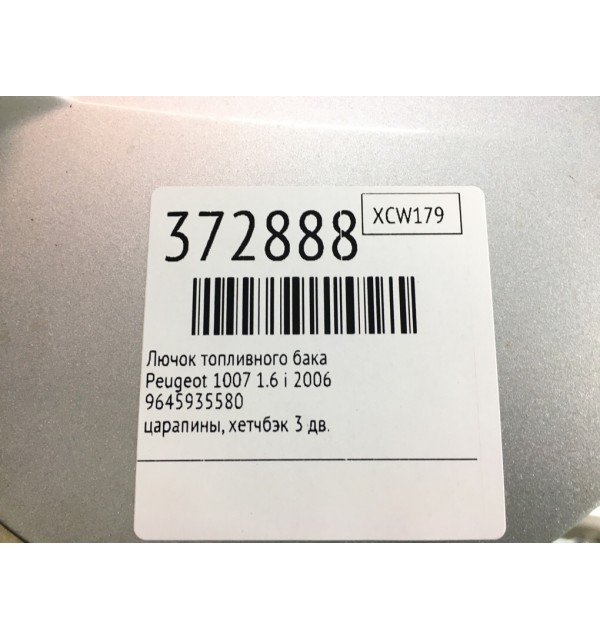 372888
XCW179
Лючок топливного бака
Peugeot 1007 1.6 i 2006
9645935580
царапины, хетчбэк 3 дв.